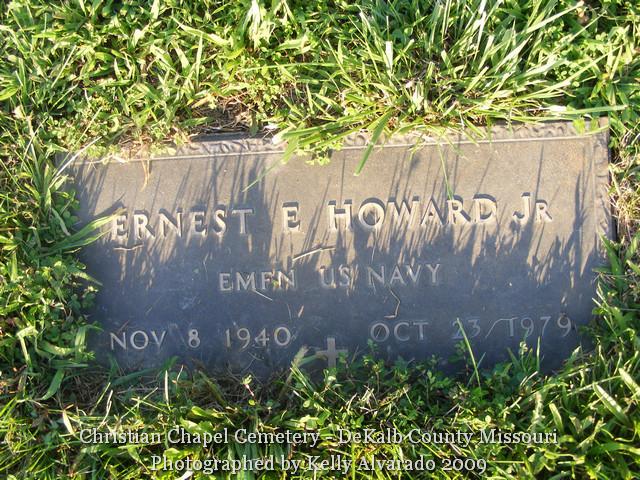 ERNEST E HOWARD JR
EMFN US NAVY
NOV 8 1940 OCT 23 1979
Christian Chapel Cemetery - DeKalb County Missouri
Photographed by Kelly Alvarado 2009